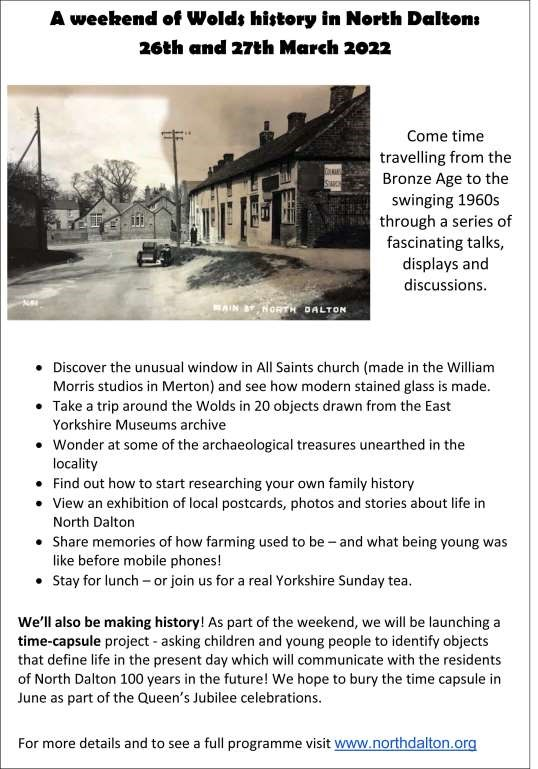 A weekend of Wolds history in North Dalton:
26th and 27th March 2022
COLMANS
STARCH
MAIN ST NORTH DALTON
Come time
travelling from the
Bronze Age to the
swinging 1960s
through a series of
fascinating talks,
displays and
discussions.
• Discover the unusual window in All Saints church (made in the William
Morris studios in Merton) and see how modern stained glass is made.
• Take a trip around the Wolds in 20 objects drawn from the East
Yorkshire Museums archive
• Wonder at some of the archaeological treasures unearthed in the
locality
• Find out how to start researching your own family history
• View an exhibition of local postcards, photos and stories about life in
North Dalton
• Share memories of how farming used to be – and what being young was
like before mobile phones!
• Stay for lunch – or join us for a real Yorkshire Sunday tea.
We’ll also be making history! As part of the weekend, we will be launching a
time-capsule project - asking children and young people to identify objects
that define life in the present day which will communicate with the residents
of North Dalton 100 years in the future! We hope to bury the time capsule in
June as part of the Queen’s Jubilee celebrations.
For more details and to see a full programme visit www.northdalton.org